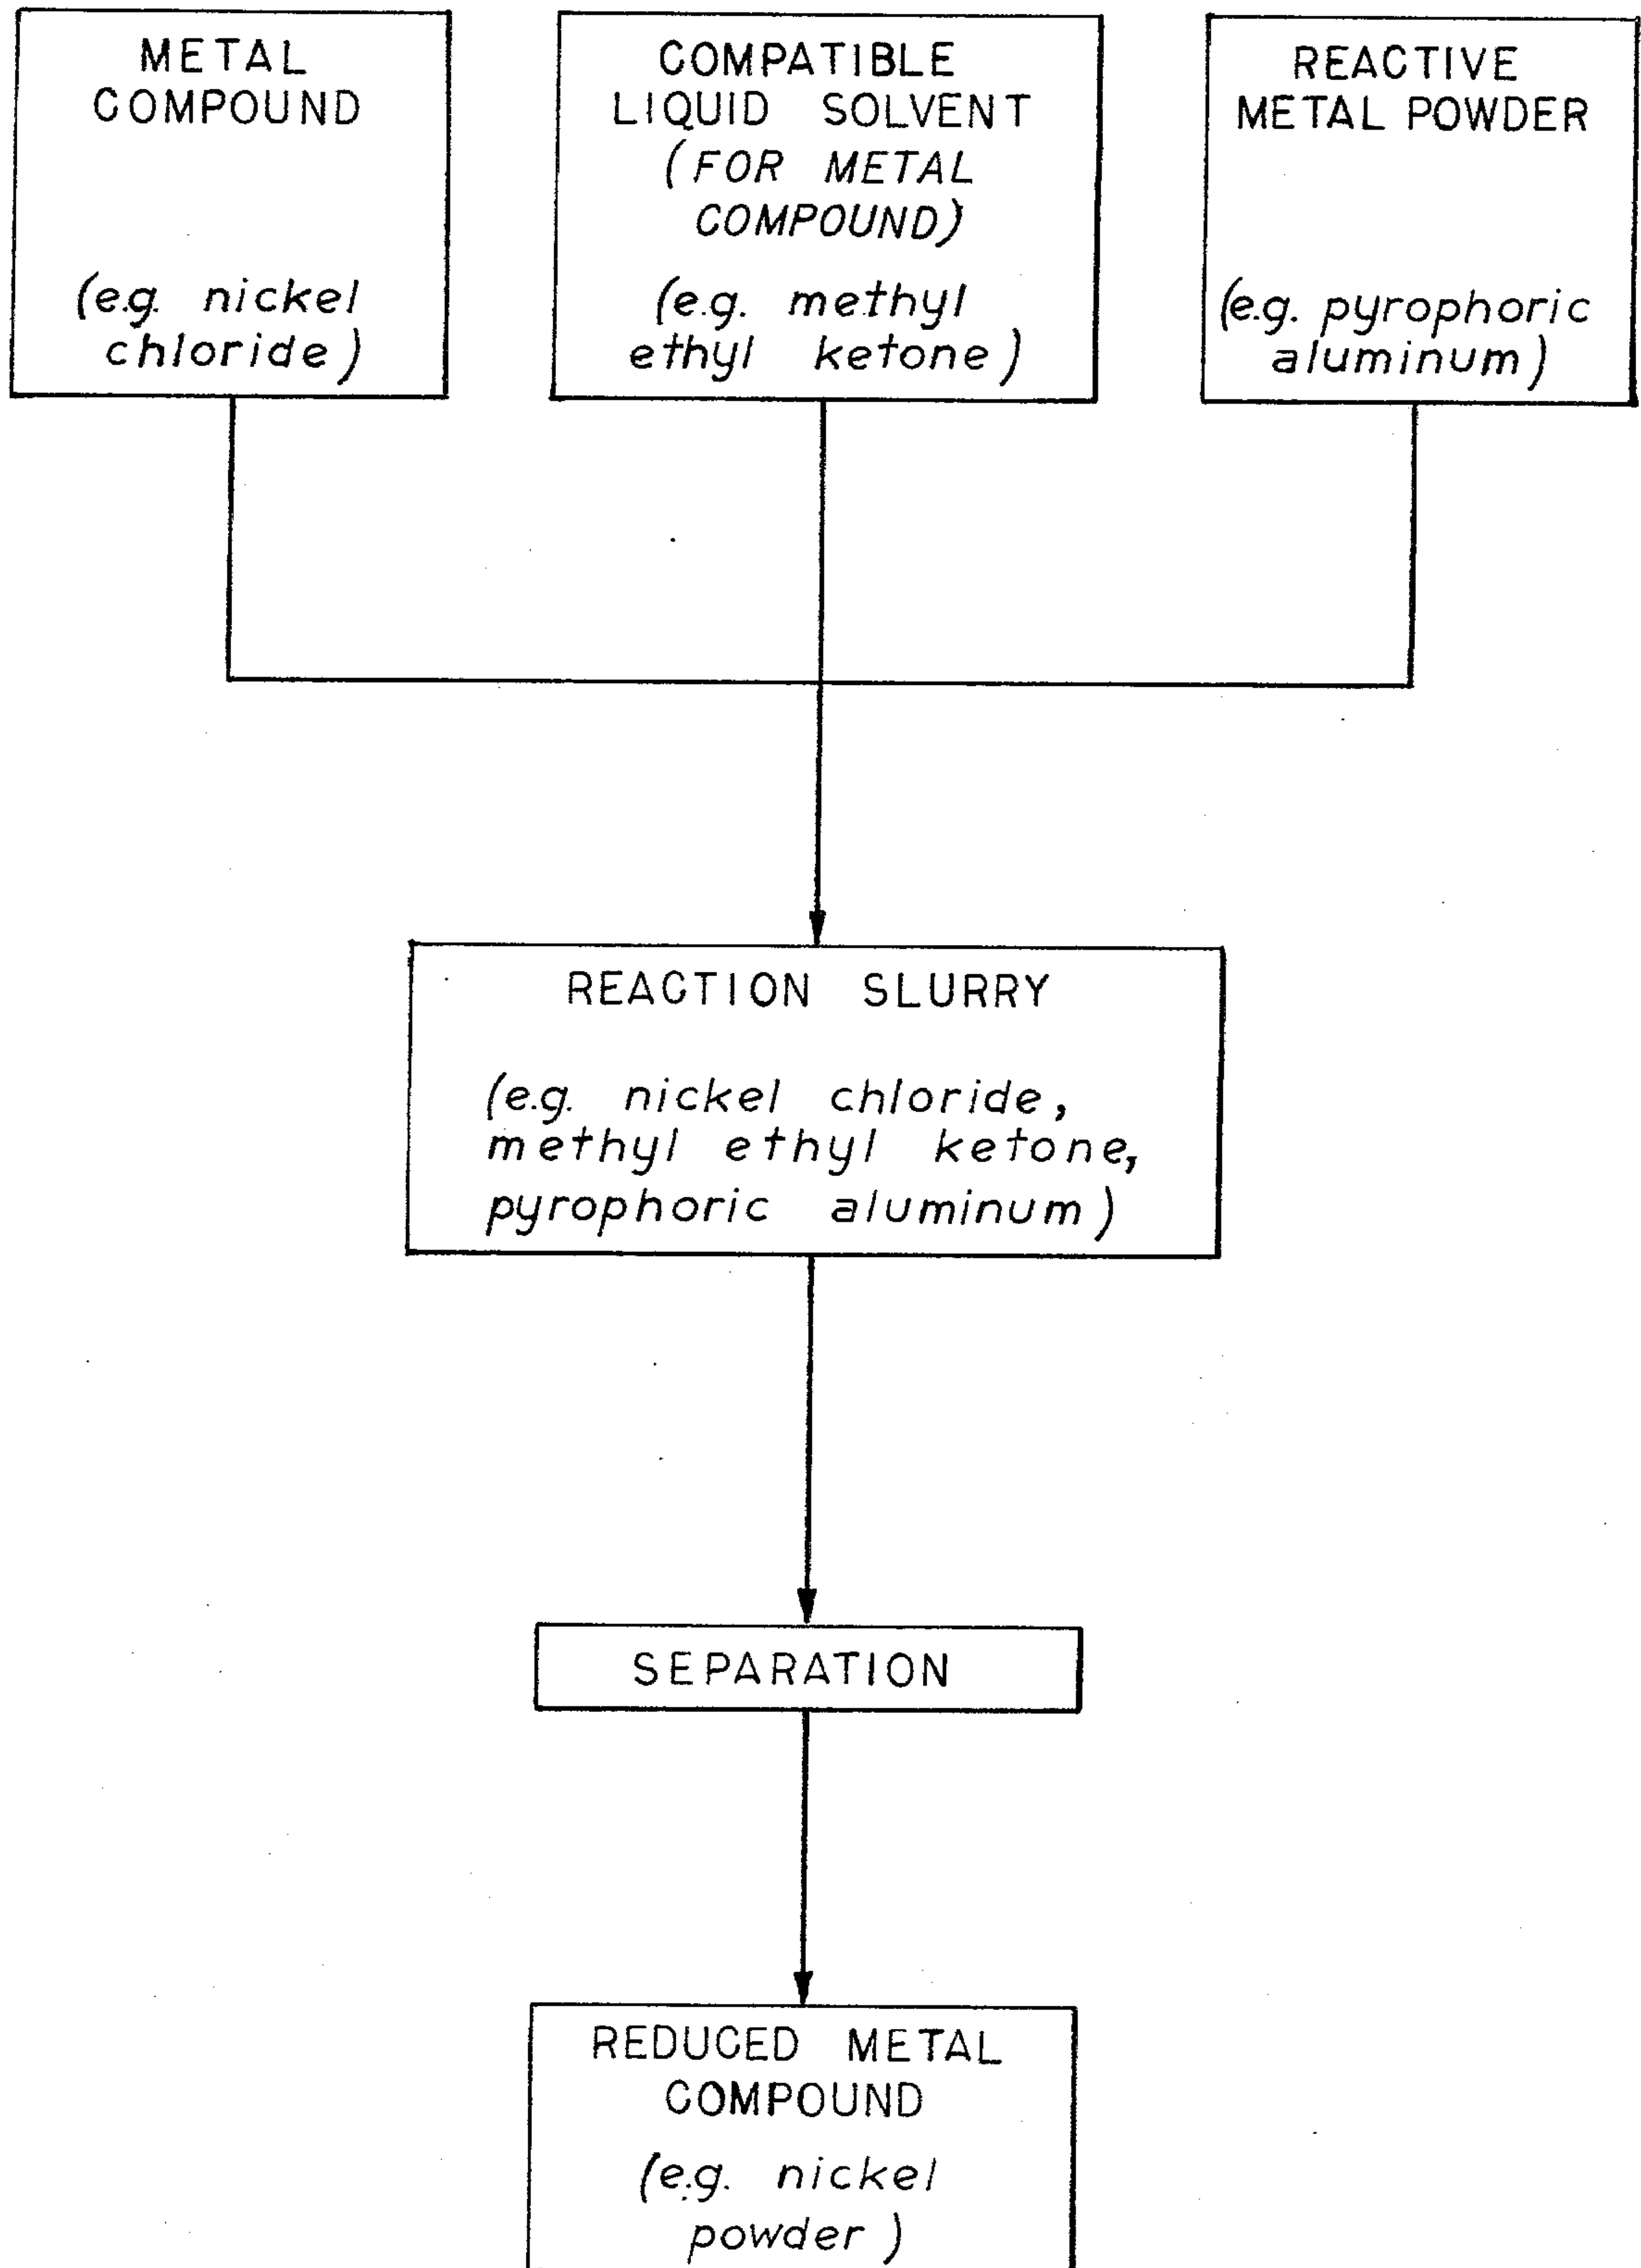 METAL
COMPOUND
(e.g. nickel
chloride)
COMPATIBLE
LIQUID SOLVENT
(FOR METAL
COMPOUND)
(e.g. methyl
ethyl ketone)
REACTIVE
METAL POWDER
(e.g. pyrophoric
aluminum)
REACTION SLURRY
(e.g. nickel chloride,
methyl ethyl ketone,
pyrophoric aluminum)
SEPARATION
REDUCED METAL
COMPOUND
(e.g. nickel
powder)